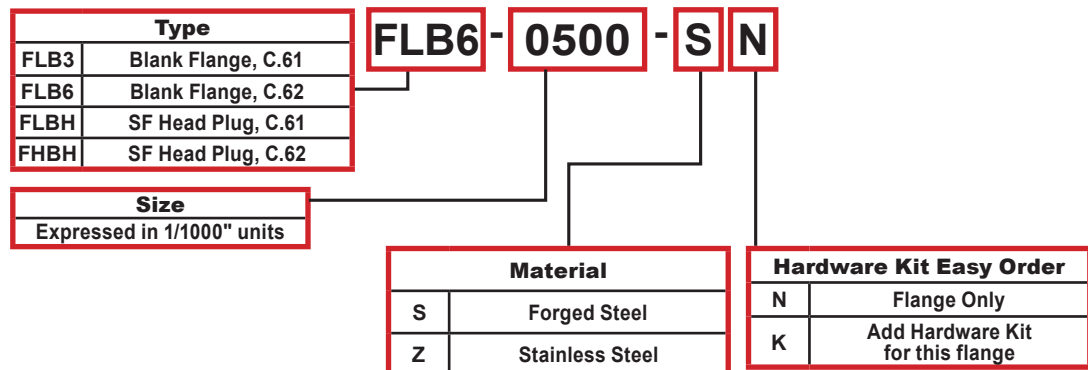 FLB6 - 0500 - S N
Type
FLB3 Blank Flange, C.61
FLB6 Blank Flange, C.62
FLBH SF Head Plug, C.61
FHBH SF Head Plug, C.62
Size
Expressed in 1/1000" units
Material
S Forged Steel
Z Stainless Steel
Hardware Kit Easy Order
N Flange Only
K Add Hardware Kit
for this flange